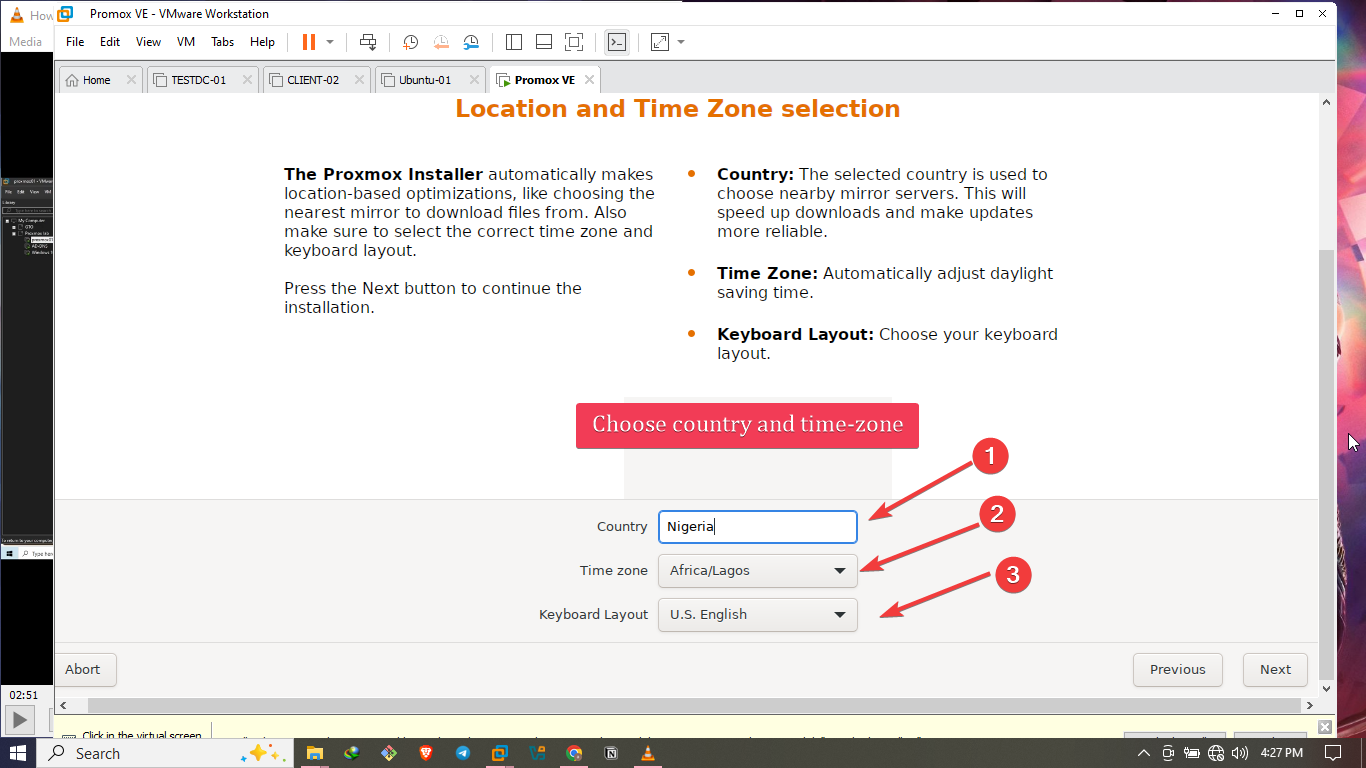 How
Promox VE - VMware Workstation
Media
File Edit View VM Tabs Help
Home
TESTDC-01
CLIENT-02
Ubuntu-01
Promox VE
Location and Time Zone selection
The Proxmox Installer automatically makes
location-based optimizations, like choosing the
nearest mirror to download files from. Also
make sure to select the correct time zone and
keyboard layout.
Press the Next button to continue the
installation.
Country: The selected country is used to
choose nearby mirror servers. This will
speed up downloads and make updates
more reliable.
Time Zone: Automatically adjust daylight
saving time.
Keyboard Layout: Choose your keyboard
layout.
Choose country and time-zone
1
2
3
Country Nigeria
Time zone Africa/Lagos
Keyboard Layout U.S. English
Abort
Previous
Next
02:51
Click in the virtual screen
Search
4:27 PM